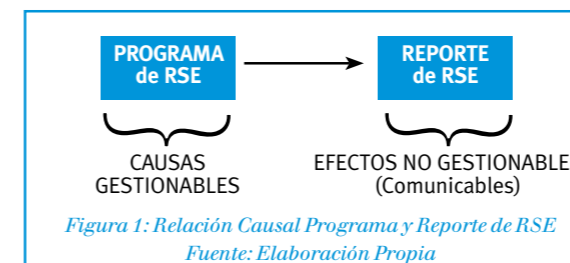 PROGRAMA
de RSE
REPORTE
de RSE
CAUSAS
GESTIONABLES
EFECTOS NO GESTIONABLE
(Comunicables)
Figura 1: Relación Causal Programa y Reporte de RSE
Fuente: Elaboración Propia